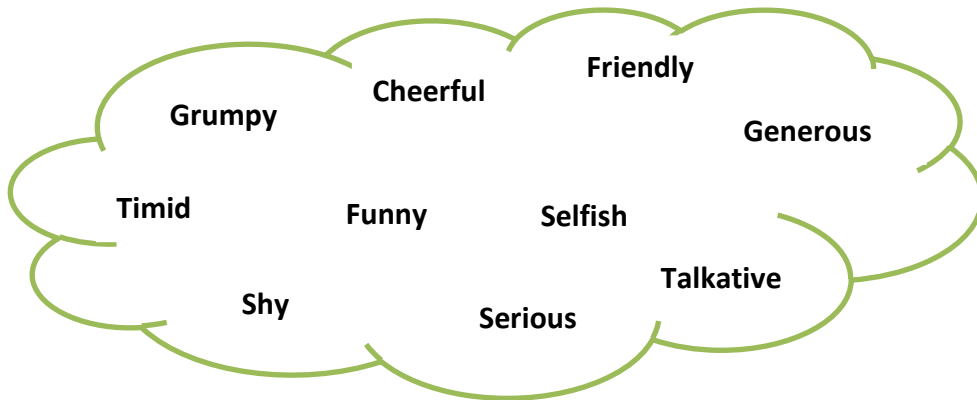 Friendly
Cheerful
Grumpy
Generous
Timid
Funny
Selfish
Talkative
Shy
Serious